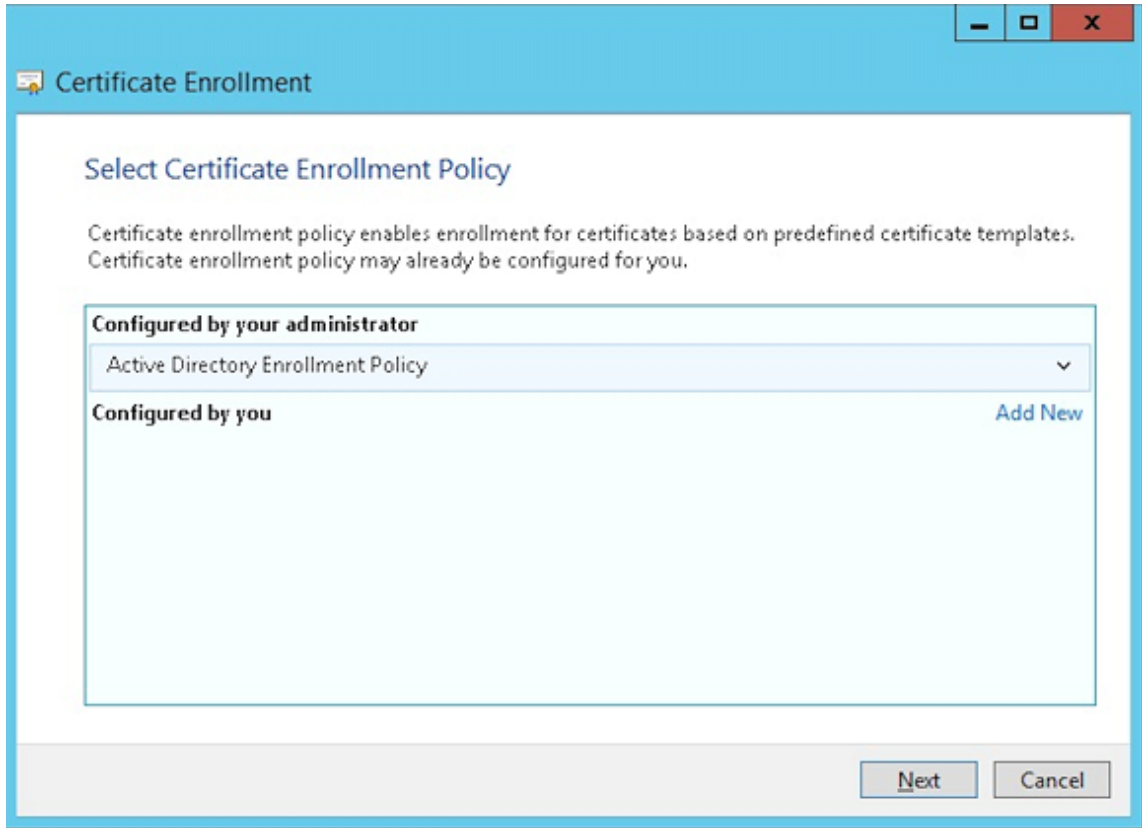 Certificate Enrollment
Select Certificate Enrollment Policy
Certificate enrollment policy enables enrollment for certificates based on predefined certificate templates.
Certificate enrollment policy may already be configured for you.
Configured by your administrator
Active Directory Enrollment Policy
Configured by you Add New
Next Cancel